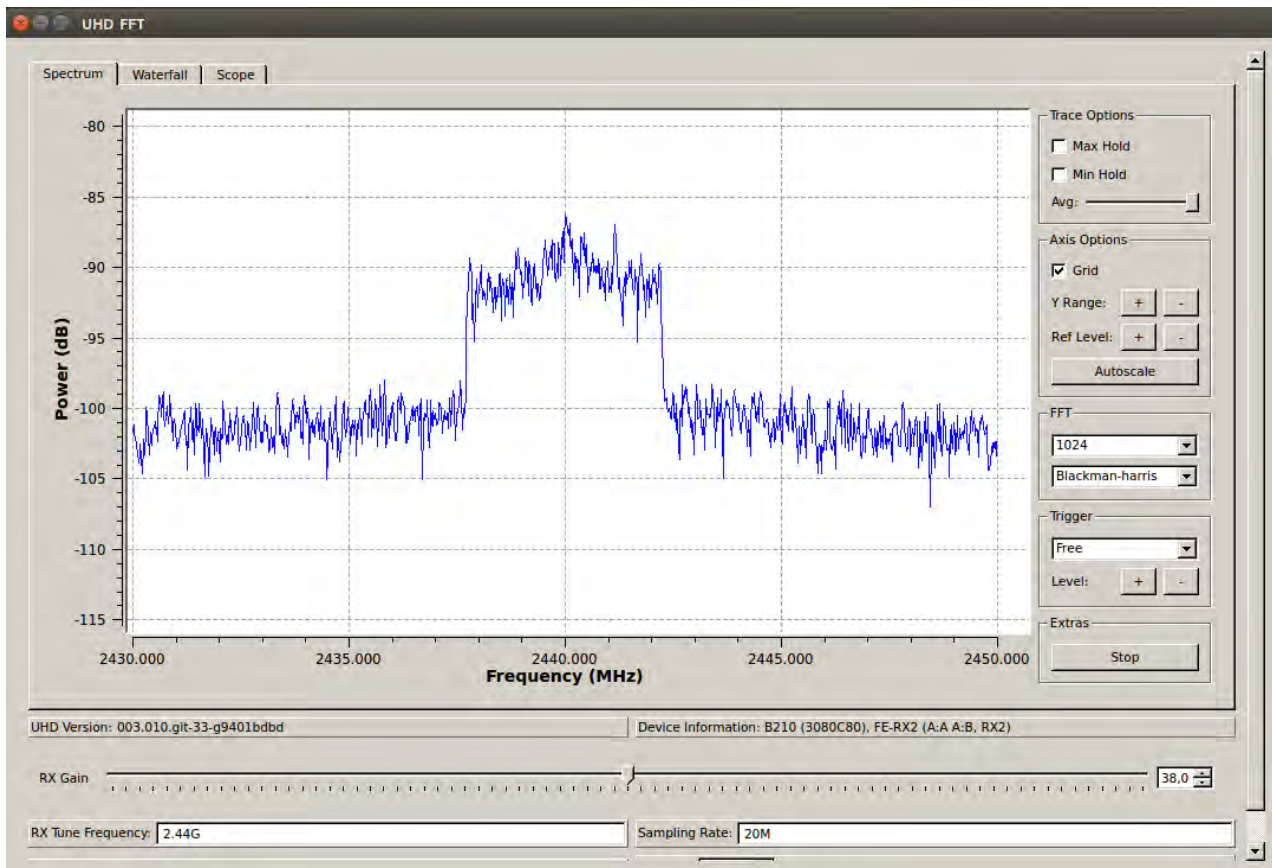 UHD FFT
Spectrum Waterfall Scope
-80
-85
-90
-95
-100
-105
-110
-115
Power (dB)
2430.000 2435.000 2440.000 2445.000 2450.000
Frequency (MHz)
Trace Options
Max Hold
Min Hold
Avg:
Axis Options
Grid
Y Range: + -
Ref Level: + -
Autoscale
FFT
1024
Blackman-harris
Trigger
Free
Level: + -
Extras
Stop
UHD Version: 003.010.git-33-g9401bdbd
Device Information: B210 (3080C80), FE-RX2 (A:A A:B, RX2)
RX Gain 38,0
RX Tune Frequency: 2.44G
Sampling Rate: 20M